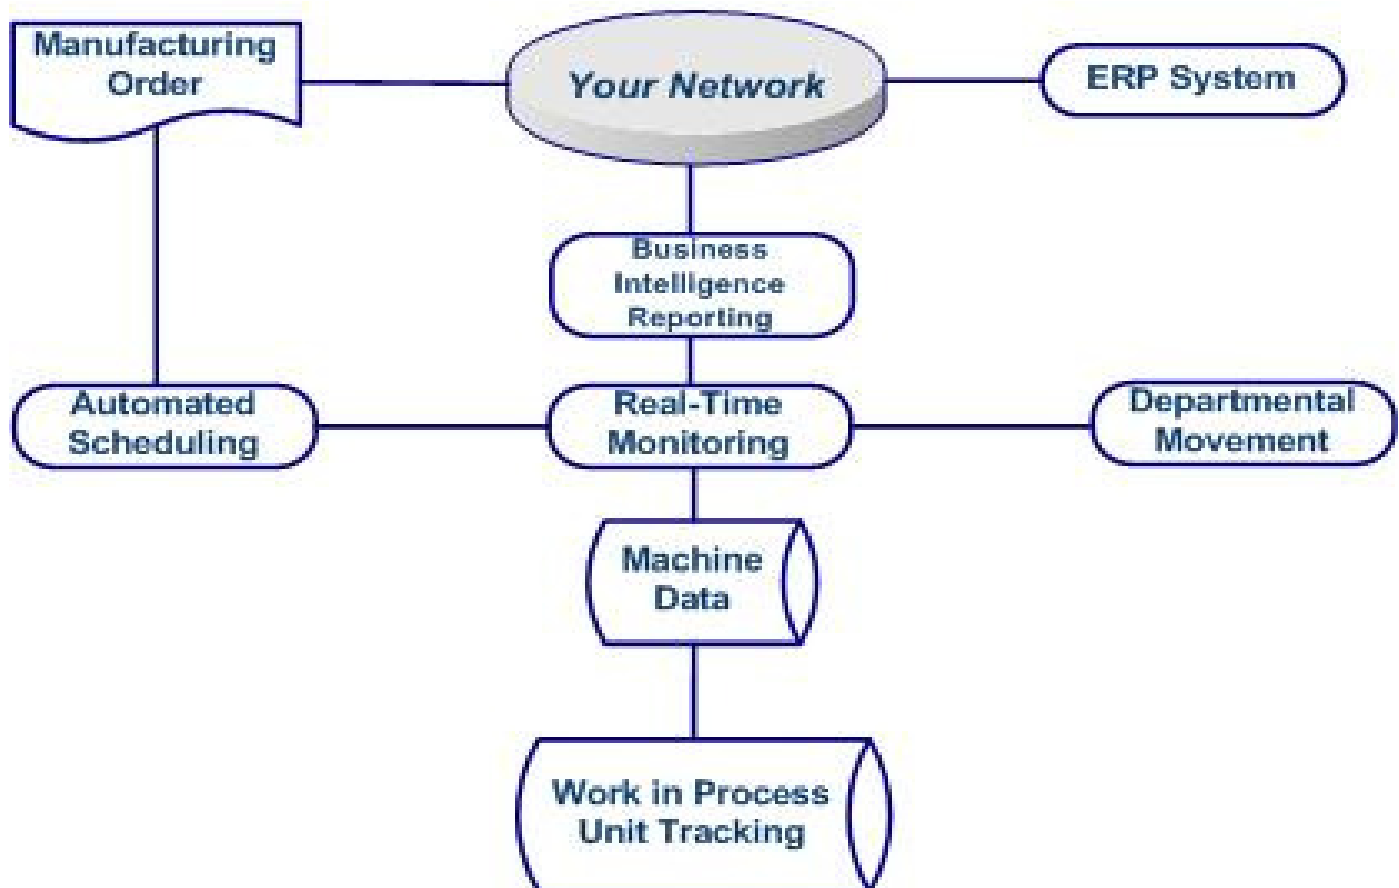 Manufacturing
Order
Your Network
ERP System
Business
Intelligence
Reporting
Automated
Scheduling
Real-Time
Monitoring
Departmental
Movement
Machine
Data
Work in Process
Unit Tracking